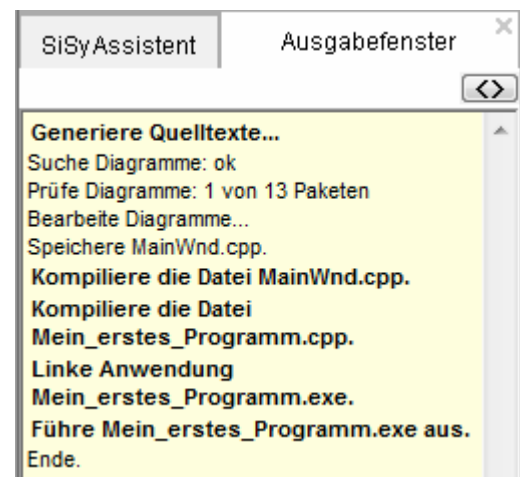 SiSyAssistent
Ausgabefenster
<>
Generiere Quelltexte...
Suche Diagramme: ok
Prüfe Diagramme: 1 von 13 Paketen
Bearbeite Diagramme...
Speichere MainWnd.cpp.
Kompiliere die Datei MainWnd.cpp.
Kompiliere die Datei
Mein_erstes_Programm.cpp.
Linke Anwendung
Mein_erstes_Programm.exe.
Führe Mein_erstes_Programm.exe aus.
Ende.